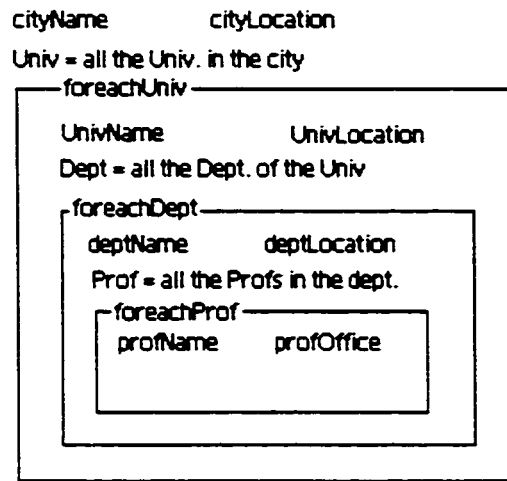 cityName cityLocation
Univ = all the Univ. in the city
foreachUniv
UnivName UnivLocation
Dept = all the Dept. of the Univ
foreachDept
deptName deptLocation
Prof = all the Profs in the dept.
foreachProf
profName profOffice